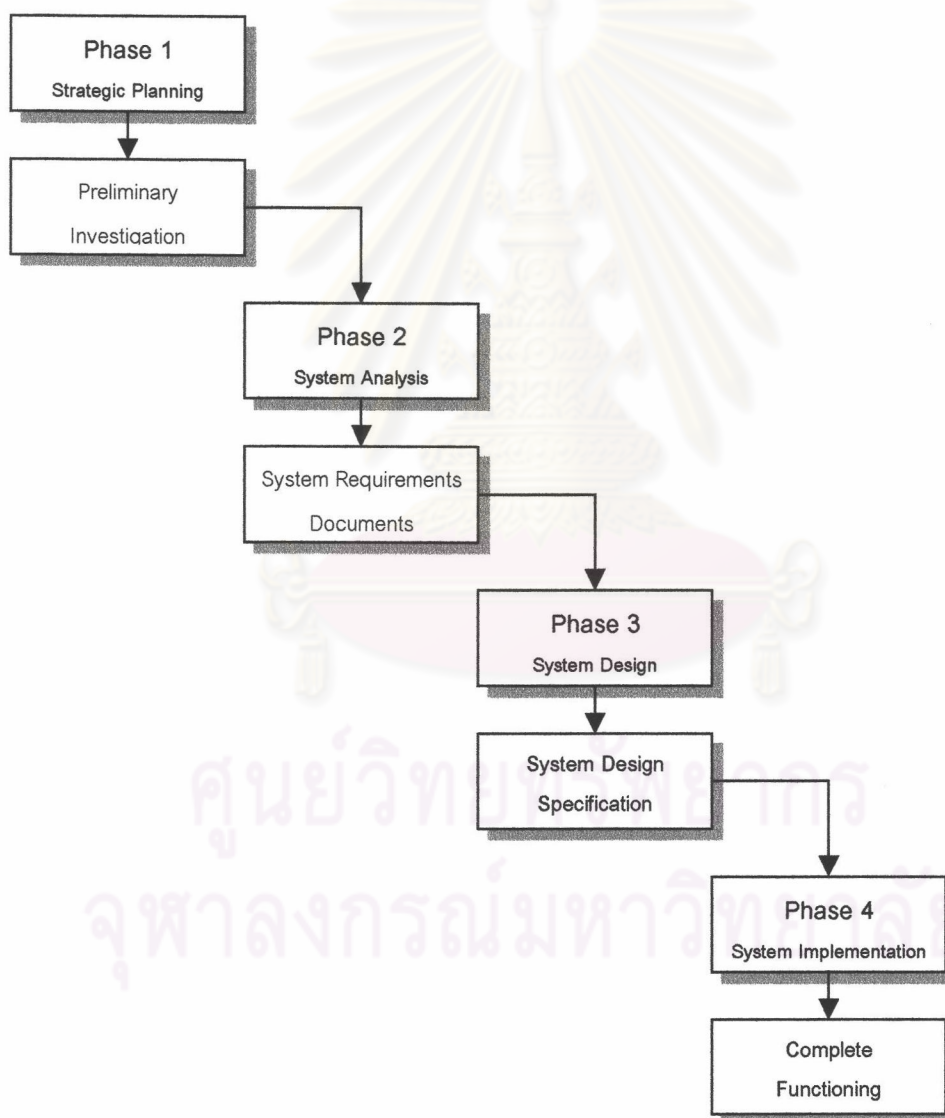 Phase 1
Strategic Planning
Preliminary
Investigation
Phase 2
System Analysis
System Requirements
Documents
Phase 3
System Design
System Design
Specification
Phase 4
System Implementation
Complete
Functioning
ศูนย์วิทยทรัพยากร
จุฬาลงกรณ์มหาวิทยาลัย